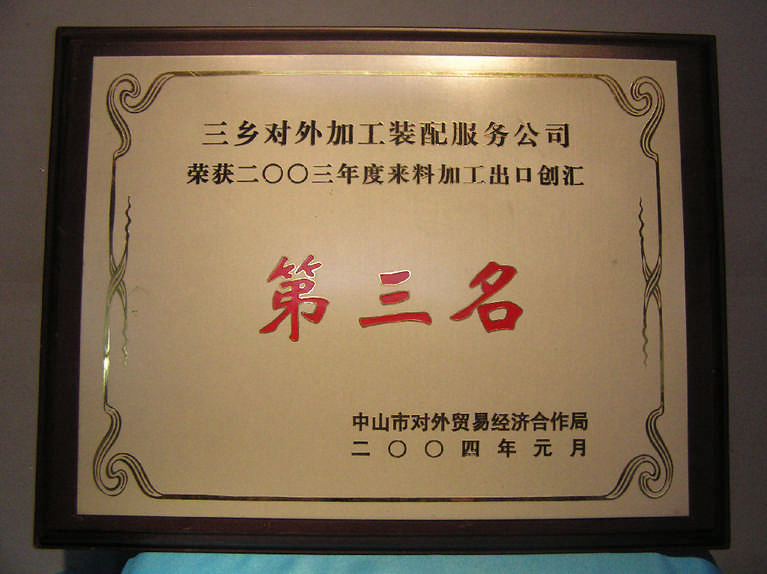 三乡对外加工装配服务公司
荣获二〇〇三年度来料加工出口创汇
第三名
中山市对外贸易经济合作局
二〇〇四年元月